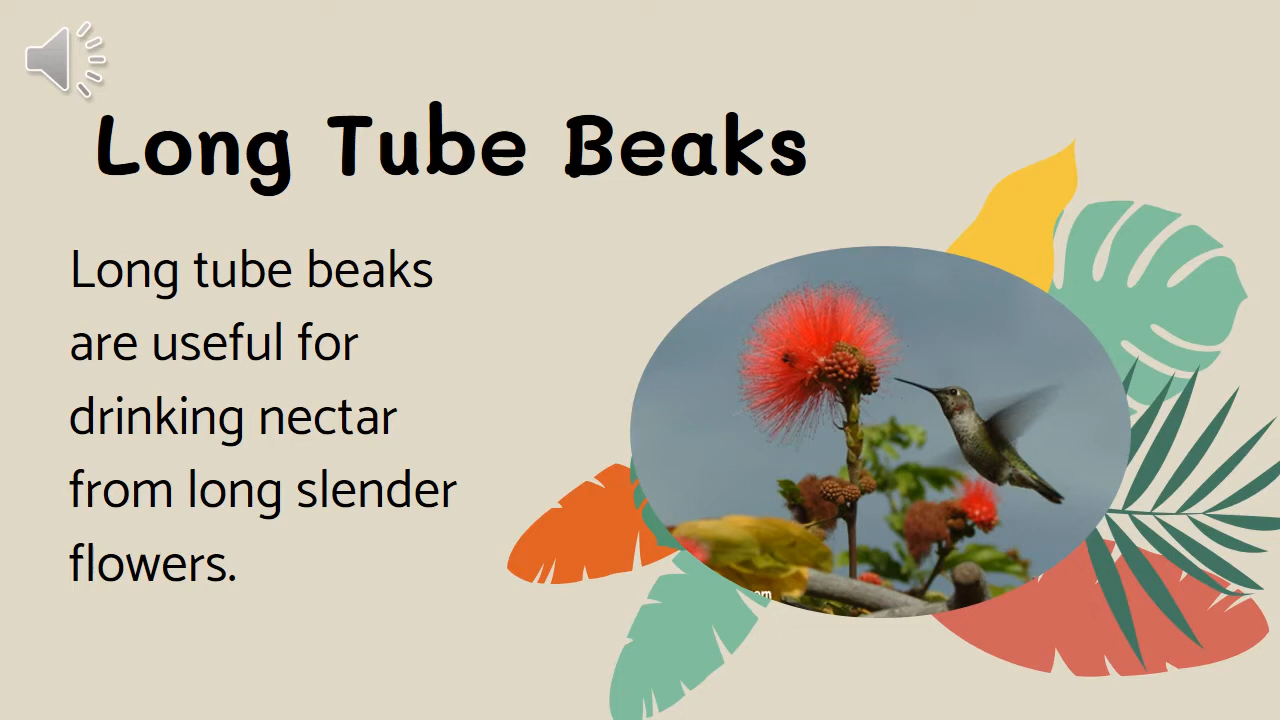 Long Tube Beaks
Long tube beaks
are useful for
drinking nectar
from long slender
flowers.